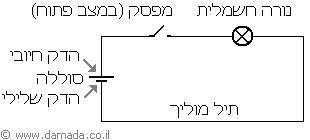 נורה חשמלית
מפסק (במצב פתוח)
הדק חיובי
סוללה
הדק שלילי
תיל מוליך
© www.damada.co.il